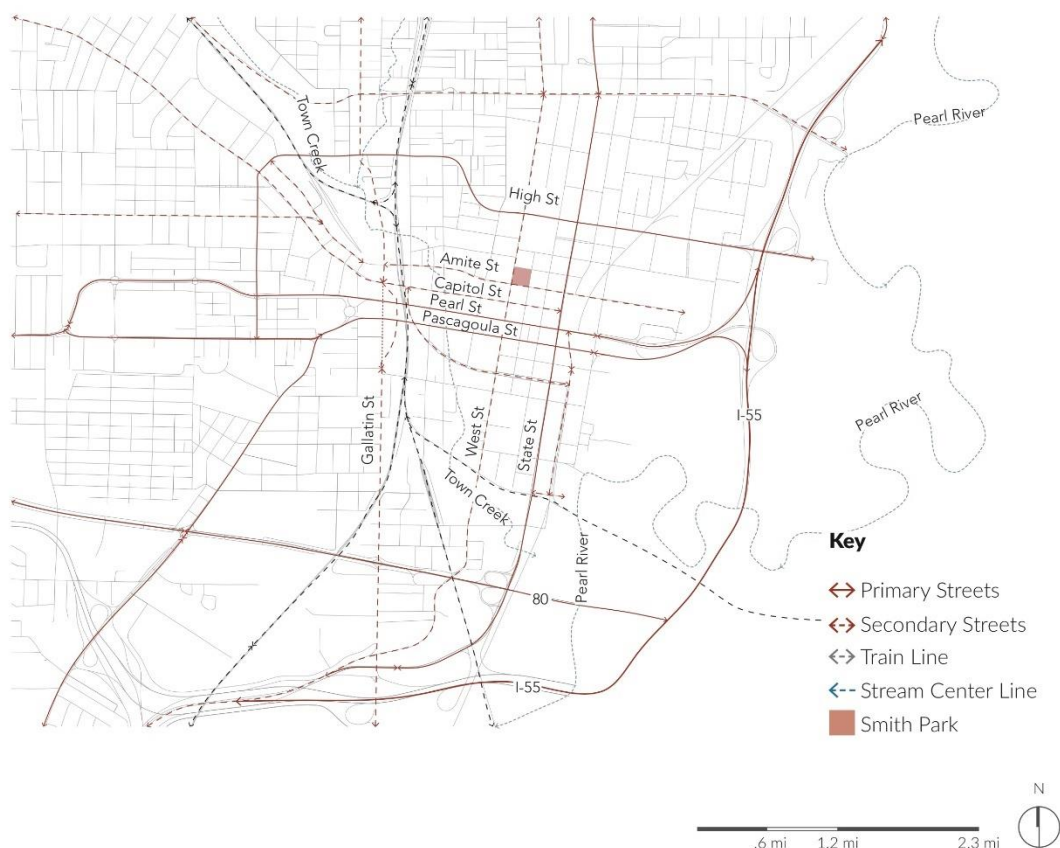 Town Creek
Pearl River
High St
Amite St
Capitol St
Pearl St
Pascagoula St
Gallatin St
West St
State St
I-55
Pearl River
Town Creek
Pearl River
80
I-55
Key
Primary Streets
Secondary Streets
Train Line
Stream Center Line
Smith Park
N
.6 mi 1.2 mi 2.3 mi